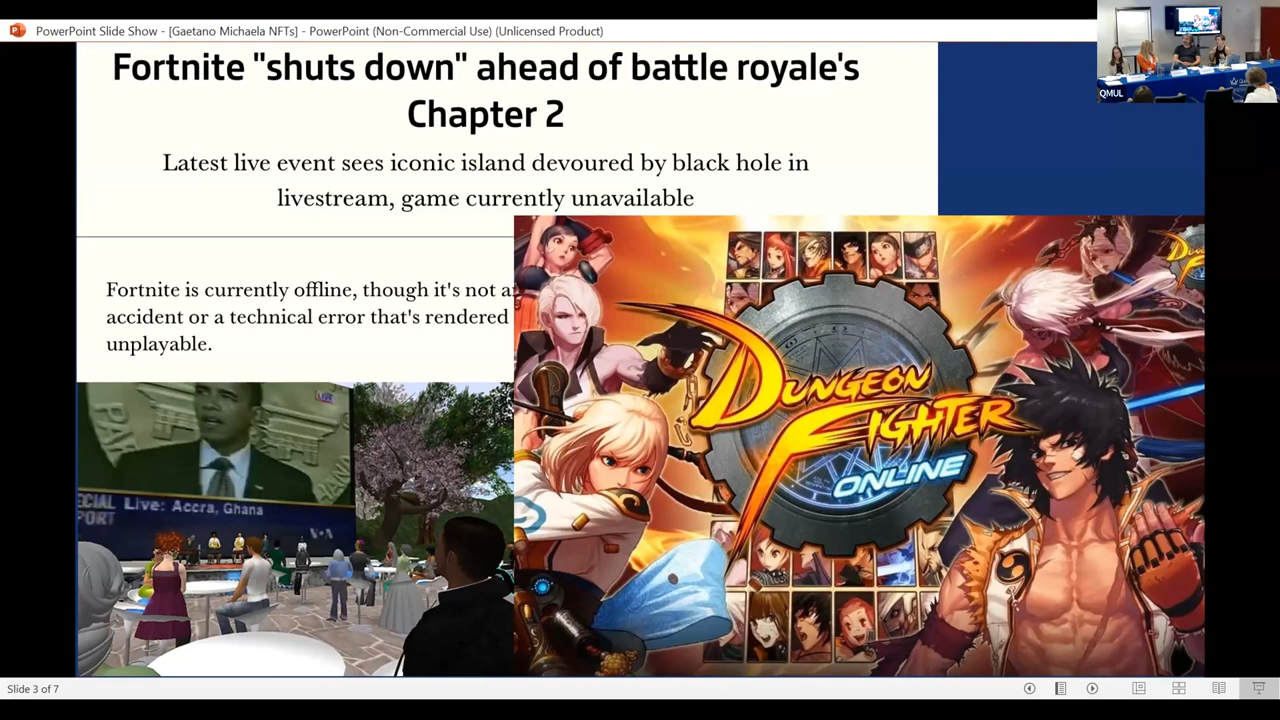 PowerPoint Slide Show - [Gaetano Michaela NFTs] - PowerPoint (Non-Commercial Use) (Unlicensed Product)
QMUL
Fortnite "shuts down" ahead of battle royale's
Chapter 2
Latest live event sees iconic island devoured by black hole in
livestream, game currently unavailable
Fortnite is currently offline, though it's not a
accident or a technical error that's rendered
unplayable.
DUNGEON
FIGHTER
ONLINE
LIVE
ECIAL Live: Accra, Ghana
PORT
VOA
Slide 3 of 7